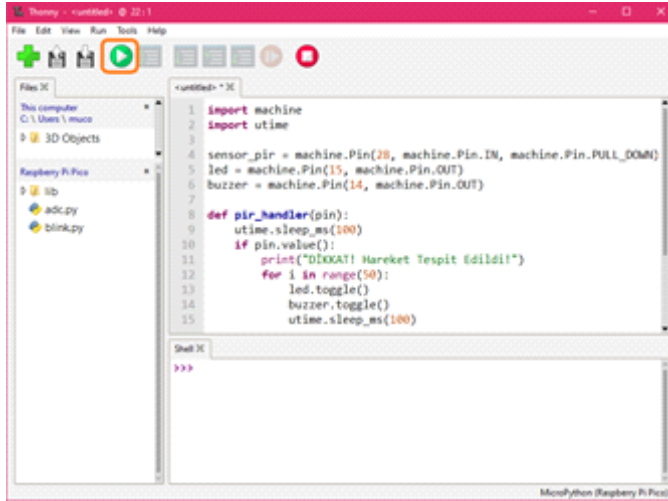 Thonny - <untitled> @ 22:1
File Edit View Run Tools Help
Files
This computer
C: \ Users \ muco
3D Objects
Raspberry Pi Pico
lib
adc.py
blink.py
<untitled> *
1 import machine
2 import utime
3
4 sensor_pir = machine.Pin(28, machine.Pin.IN, machine.Pin.PULL_DOWN)
5 led = machine.Pin(15, machine.Pin.OUT)
6 buzzer = machine.Pin(14, machine.Pin.OUT)
7
8 def pir_handler(pin):
9 utime.sleep_ms(100)
10 if pin.value():
11 print("DİKKAT! Hareket Tespit Edildi!")
12 for i in range(50):
13 led.toggle()
14 buzzer.toggle()
15 utime.sleep_ms(100)
Shell
>>>
MicroPython (Raspberry Pi Pico)